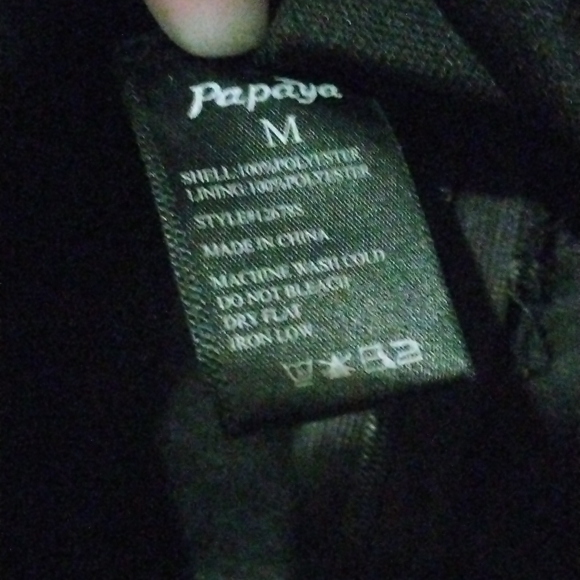 Papaya
M
SHELL:100%POLYESTER
LINING:100%POLYESTER
MADE IN CHINA
MACHINE WASH COLD
DO NOT BLEACH
DRY FLAT
IRON LOW